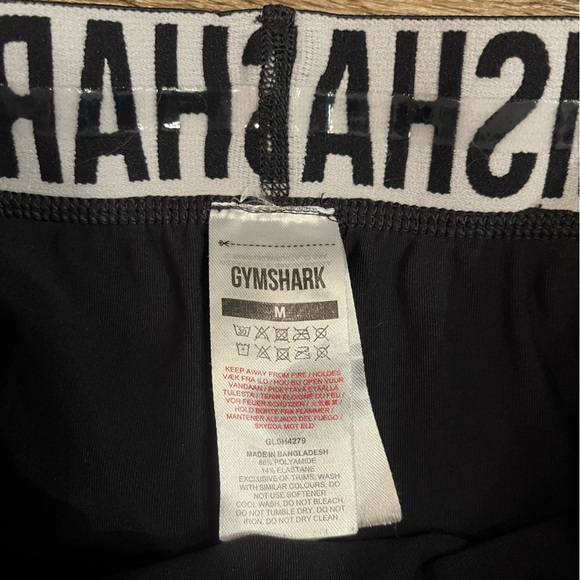 GYMSHARK
M
30
KEEP AWAY FROM FIRE / HOLDES
VÆK FRA ILD / HOU BIJ OPEN VUUR
VANDAAN / PIDETTÄVÄ ETÄÄLLÄ
TULESTA / TENIR ÉLOIGNÉ DU FEU /
VOR FEUER SCHÜTZEN /
HOLD BORTE FRA FLAMMER /
MANTENER ALEJADO DEL FUEGO /
SKYDDA MOT ELD
GLSH4279
MADE IN BANGLADESH
86% POLYAMIDE
14% ELASTANE
EXCLUSIVE OF TRIMS. WASH
WITH SIMILAR COLOURS, DO
NOT USE SOFTENER
COOL WASH, DO NOT BLEACH,
DO NOT TUMBLE DRY, DO NOT
IRON, DO NOT DRY CLEAN